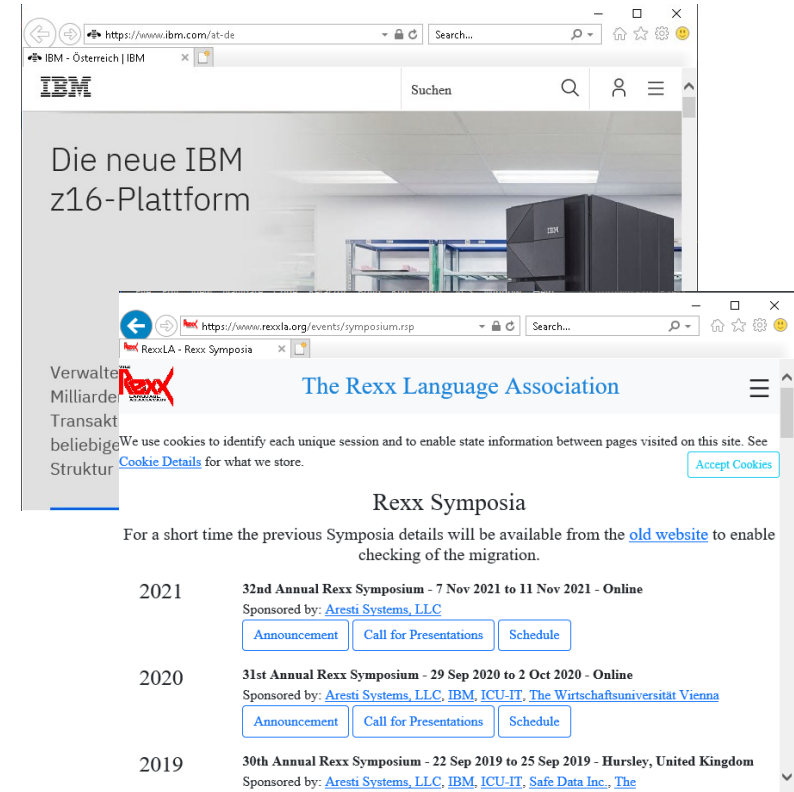 https://www.ibm.com/at-de
Search...
IBM - Österreich | IBM
IBM
Suchen
Die neue IBM
z16-Plattform
IBM
Verwalte
Milliarde
Transakt
beliebige
Struktur
https://www.rexxla.org/events/symposium.rsp
Search...
RexxLA - Rexx Symposia
THE
Rexx
LANGUAGE
ASSOCIATION
The Rexx Language Association
We use cookies to identify each unique session and to enable state information between pages visited on this site. See
Cookie Details for what we store.
Accept Cookies
Rexx Symposia
For a short time the previous Symposia details will be available from the old website to enable
checking of the migration.
2021
32nd Annual Rexx Symposium - 7 Nov 2021 to 11 Nov 2021 - Online
Sponsored by: Aresti Systems, LLC
Announcement
Call for Presentations
Schedule
2020
31st Annual Rexx Symposium - 29 Sep 2020 to 2 Oct 2020 - Online
Sponsored by: Aresti Systems, LLC, IBM, ICU-IT, The Wirtschaftsuniversität Vienna
Announcement
Call for Presentations
Schedule
2019
30th Annual Rexx Symposium - 22 Sep 2019 to 25 Sep 2019 - Hursley, United Kingdom
Sponsored by: Aresti Systems, LLC, IBM, ICU-IT, Safe Data Inc., The